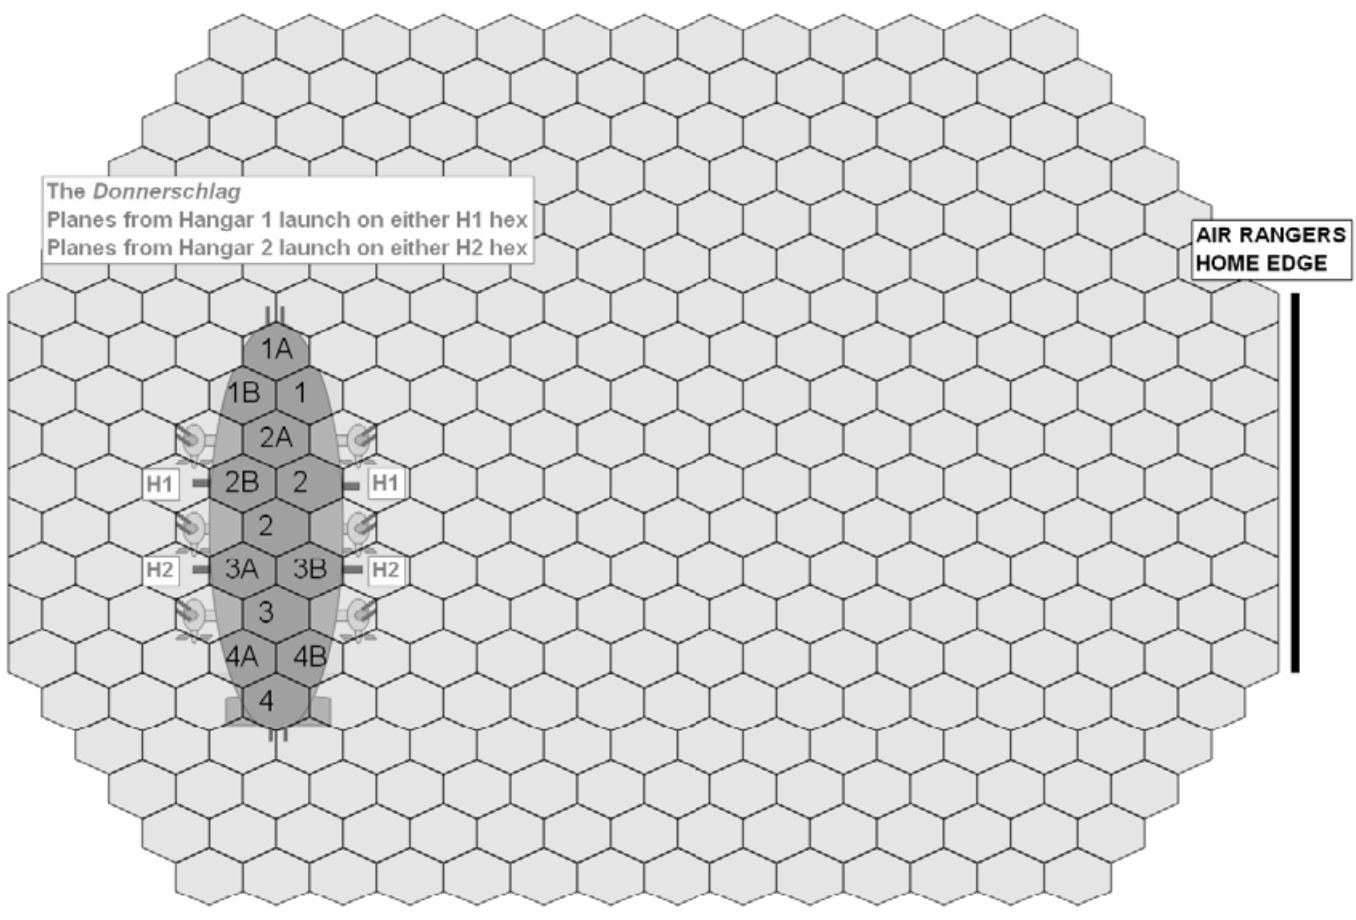 The Donnerschlag
Planes from Hangar 1 launch on either H1 hex
Planes from Hangar 2 launch on either H2 hex
AIR RANGERS
HOME EDGE
1A
1B 1
2A
H1 2B 2 H1
2
H2 3A 3B H2
3
4A 4B
4